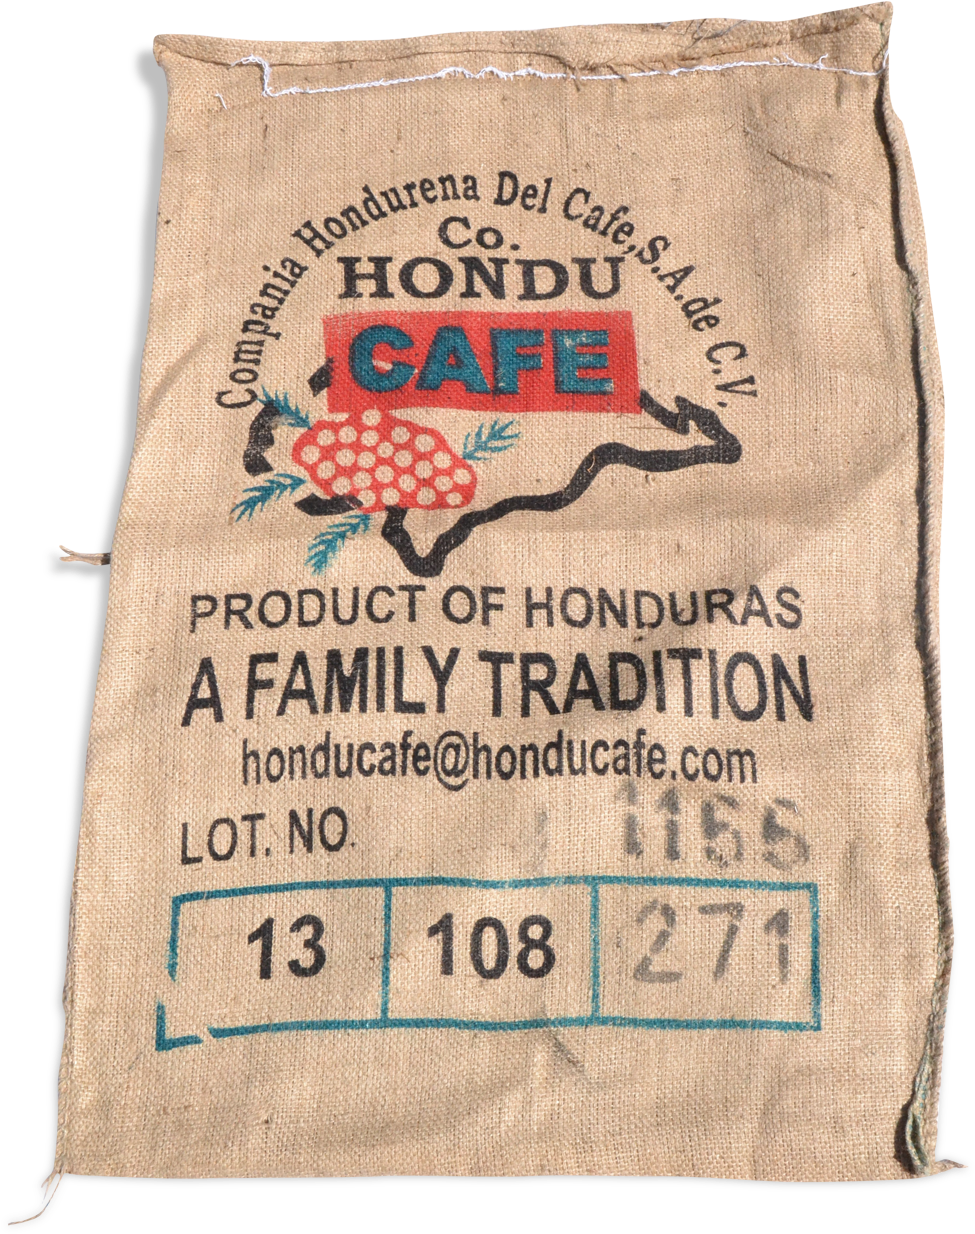 Compania Hondurena Del Cafe,S.A.de C.V.
Co.
HONDU
CAFE
PRODUCT OF HONDURAS
A FAMILY TRADITION
honducafe@honducafe.com
LOT. NO.
13 108 271